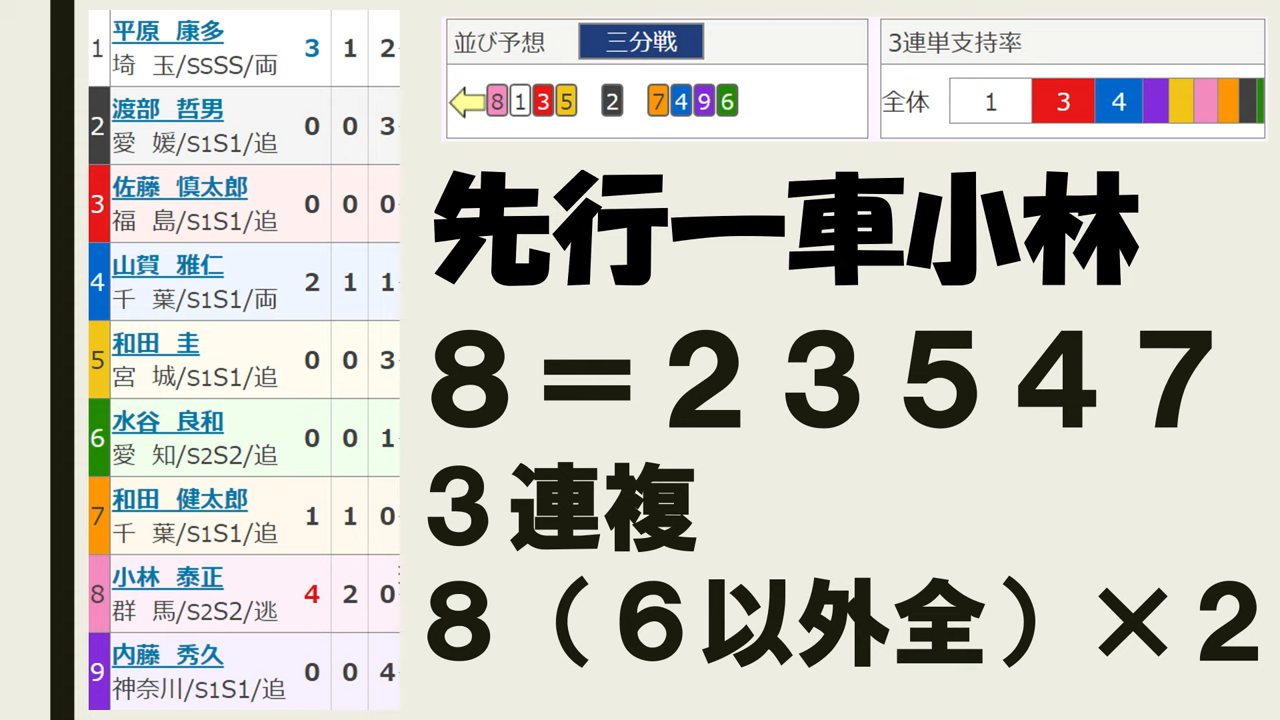 1 平原 康多 3 1 2
埼 玉/SSSS/両
2 渡部 哲男 0 0 3
愛 媛/S1S1/追
3 佐藤 慎太郎 0 0 0
福 島/S1S1/追
4 山賀 雅仁 2 1 1
千 葉/S1S1/両
5 和田 圭 0 0 3
宮 城/S1S1/追
6 水谷 良和 0 0 1
愛 知/S2S2/追
7 和田 健太郎 1 1 0
千 葉/S1S1/追
8 小林 泰正 4 2 0
群 馬/S2S2/逃
9 内藤 秀久 0 0 4
神奈川/S1S1/追
並び予想 三分戦
8 1 3 5 2 7 4 9 6
3連単支持率
全体 1 3 4
先行一車小林
8=23547
3連複
8(6以外全)×2